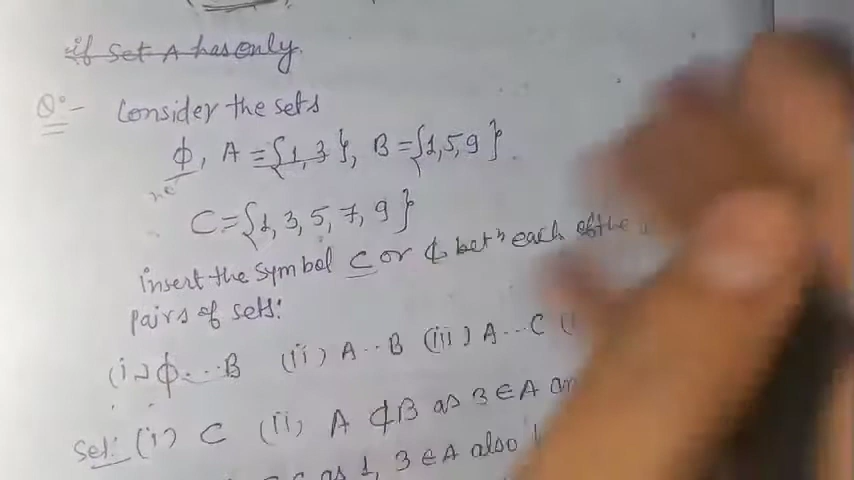 if set A has only.
Q:- Consider the sets
ϕ, A = {1, 3}, B = {1, 5, 9}.
C = {1, 3, 5, 7, 9}
insert the symbol ⊂ or ⊄ betⁿ each of the
pairs of sets:
(i) ϕ...B (ii) A...B (iii) A...C (
Sol: (i) ⊂ (ii) A ⊄ B as 3 ∈ A an
C as 1, 3 ∈ A also